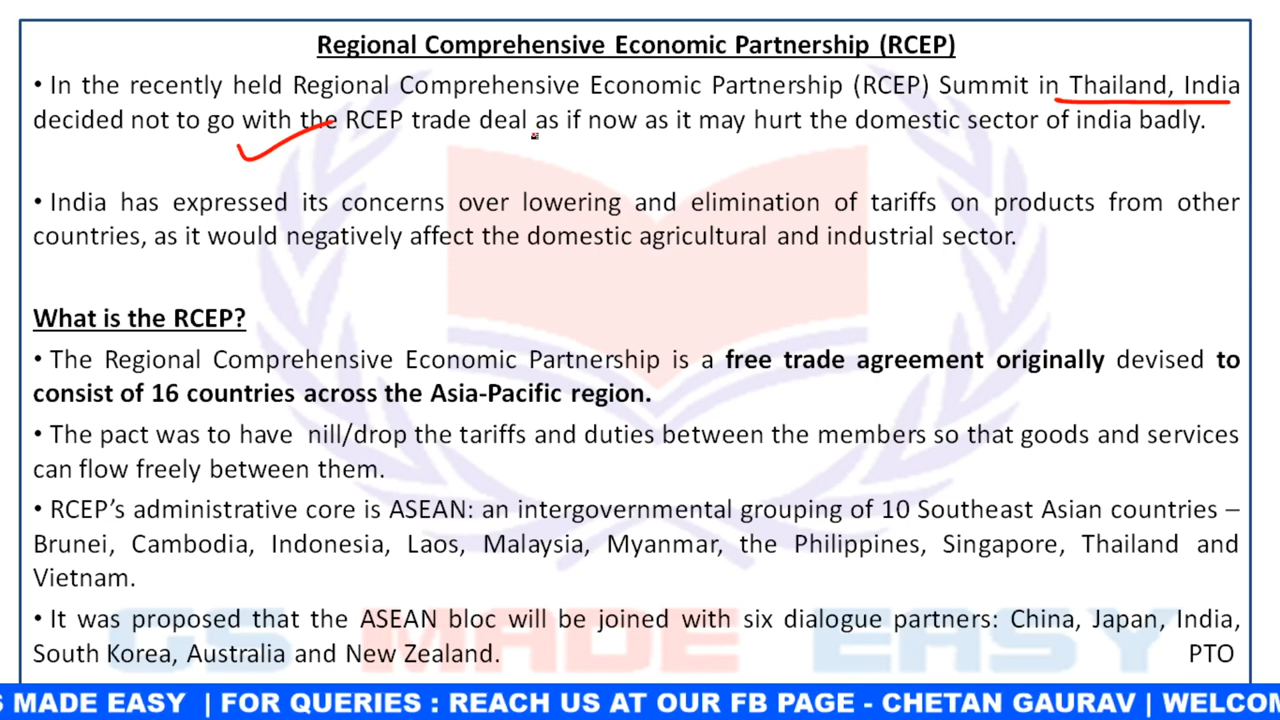 Regional Comprehensive Economic Partnership (RCEP)
• In the recently held Regional Comprehensive Economic Partnership (RCEP) Summit in Thailand, India
decided not to go with the RCEP trade deal as if now as it may hurt the domestic sector of india badly.
• India has expressed its concerns over lowering and elimination of tariffs on products from other
countries, as it would negatively affect the domestic agricultural and industrial sector.
What is the RCEP?
• The Regional Comprehensive Economic Partnership is a free trade agreement originally devised to
consist of 16 countries across the Asia-Pacific region.
• The pact was to have nill/drop the tariffs and duties between the members so that goods and services
can flow freely between them.
• RCEP’s administrative core is ASEAN: an intergovernmental grouping of 10 Southeast Asian countries –
Brunei, Cambodia, Indonesia, Laos, Malaysia, Myanmar, the Philippines, Singapore, Thailand and
Vietnam.
• It was proposed that the ASEAN bloc will be joined with six dialogue partners: China, Japan, India,
South Korea, Australia and New Zealand. PTO
GS MADE EASY
S MADE EASY | FOR QUERIES : REACH US AT OUR FB PAGE - CHETAN GAURAV | WELCOM